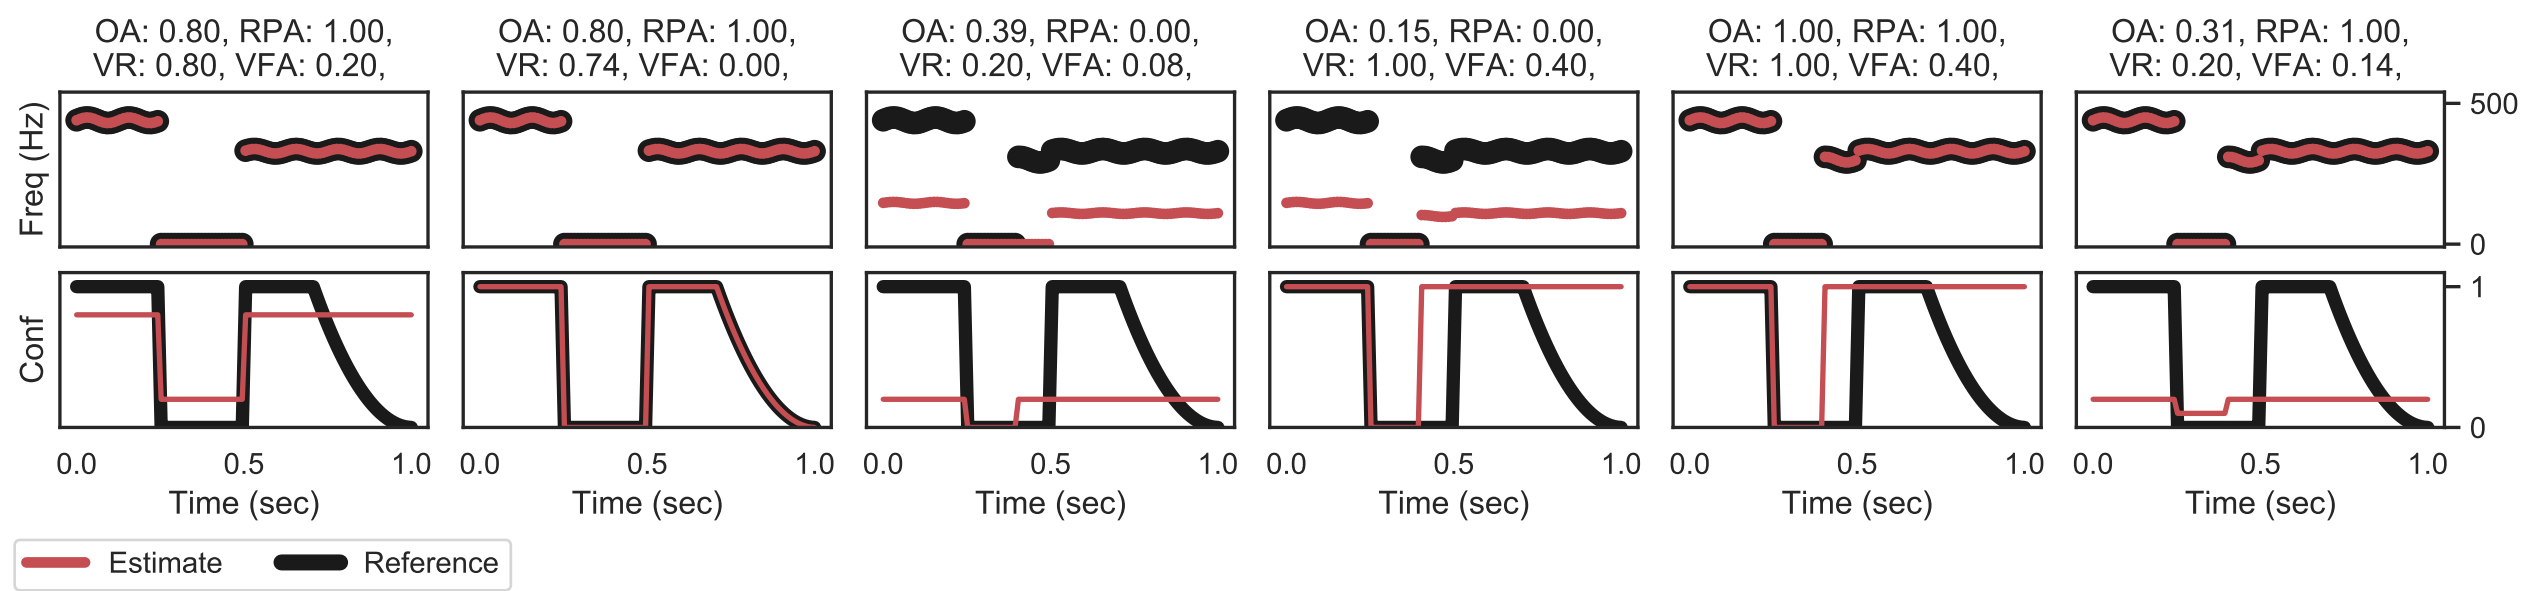 OA: 0.80, RPA: 1.00,
VR: 0.80, VFA: 0.20,
OA: 0.80, RPA: 1.00,
VR: 0.74, VFA: 0.00,
OA: 0.39, RPA: 0.00,
VR: 0.20, VFA: 0.08,
OA: 0.15, RPA: 0.00,
VR: 1.00, VFA: 0.40,
OA: 1.00, RPA: 1.00,
VR: 1.00, VFA: 0.40,
OA: 0.31, RPA: 1.00,
VR: 0.20, VFA: 0.14,
Freq (Hz)
500
0
Conf
1
0
0.0 0.5 1.0
0.0 0.5 1.0
0.0 0.5 1.0
0.0 0.5 1.0
0.0 0.5 1.0
0.0 0.5 1.0
Time (sec)
Time (sec)
Time (sec)
Time (sec)
Time (sec)
Time (sec)
Estimate
Reference